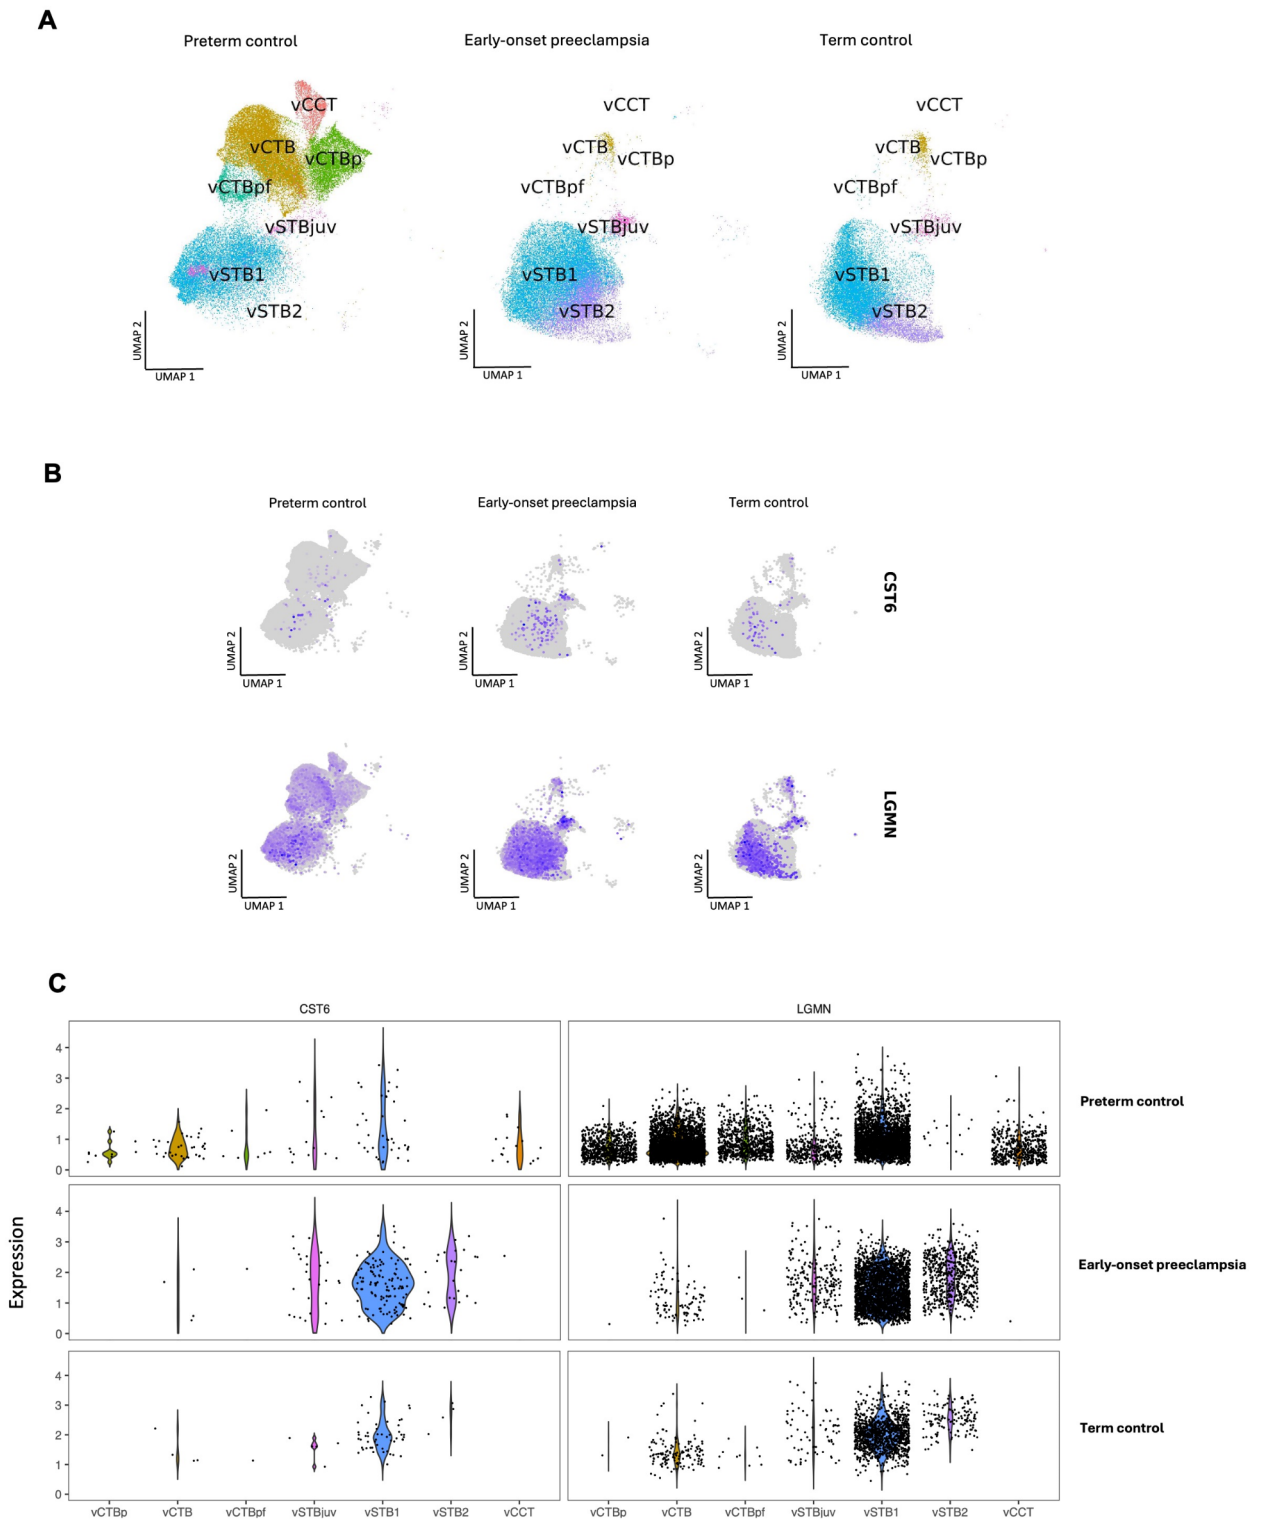 A
Preterm control
Early-onset preeclampsia
Term control
vCCT
vCTB
vCTBp
vCTBpf
vSTBjuv
vSTB1
vSTB2
UMAP 2
UMAP 1
vCCT
vCTB
vCTBp
vCTBpf
vSTBjuv
vSTB1
vSTB2
UMAP 2
UMAP 1
vCCT
vCTB
vCTBp
vCTBpf
vSTBjuv
vSTB1
vSTB2
UMAP 2
UMAP 1
B
Preterm control
Early-onset preeclampsia
Term control
UMAP 2
UMAP 1
UMAP 2
UMAP 1
UMAP 2
UMAP 1
CST6
UMAP 2
UMAP 1
UMAP 2
UMAP 1
UMAP 2
UMAP 1
LGMN
C
CST6
LGMN
Expression
4
3
2
1
0
Preterm control
4
3
2
1
0
Early-onset preeclampsia
4
3
2
1
0
Term control
vCTBp vCTB vCTBpf vSTBjuv vSTB1 vSTB2 vCCT
vCTBp vCTB vCTBpf vSTBjuv vSTB1 vSTB2 vCCT